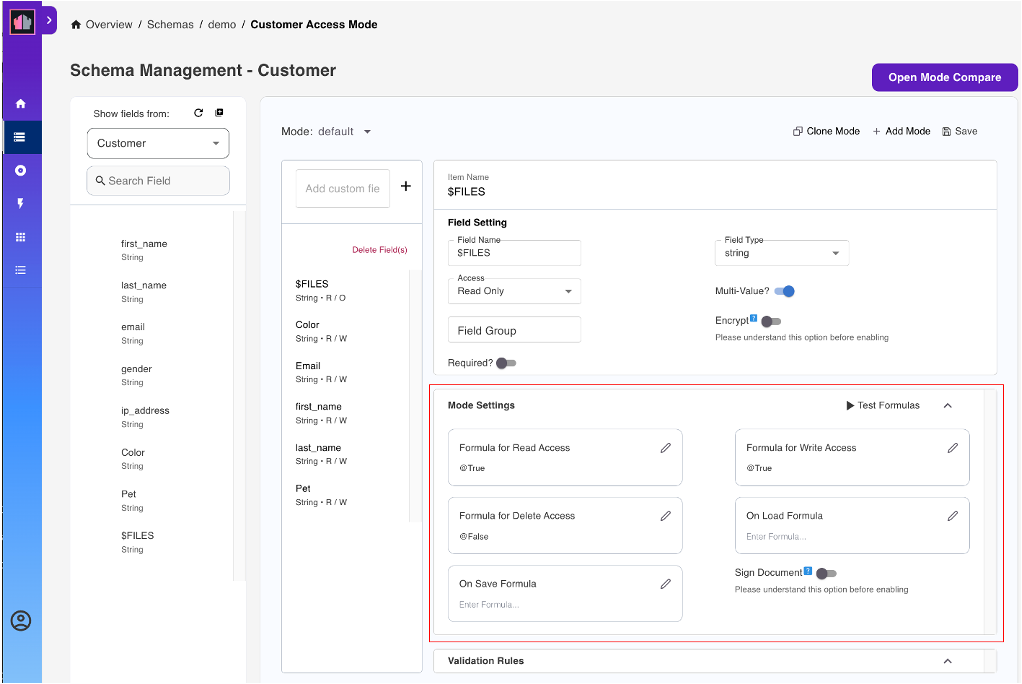 Overview / Schemas / demo / Customer Access Mode
Schema Management - Customer
Open Mode Compare
Show fields from:
Customer
Search Field
first_name
String
last_name
String
email
String
gender
String
ip_address
String
Color
String
Pet
String
$FILES
String
Mode: default
Clone Mode
+ Add Mode
Save
Add custom fie
+
Delete Field(s)
$FILES
String • R / O
Color
String • R / W
Email
String • R / W
first_name
String • R / W
last_name
String • R / W
Pet
String • R / W
Item Name
$FILES
Field Setting
Field Name
$FILES
Field Type
string
Access
Read Only
Multi-Value?
Field Group
Encrypt ?
Please understand this option before enabling
Required?
Mode Settings
Test Formulas
Formula for Read Access
@True
Formula for Write Access
@True
Formula for Delete Access
@False
On Load Formula
Enter Formula...
On Save Formula
Enter Formula...
Sign Document ?
Please understand this option before enabling
Validation Rules